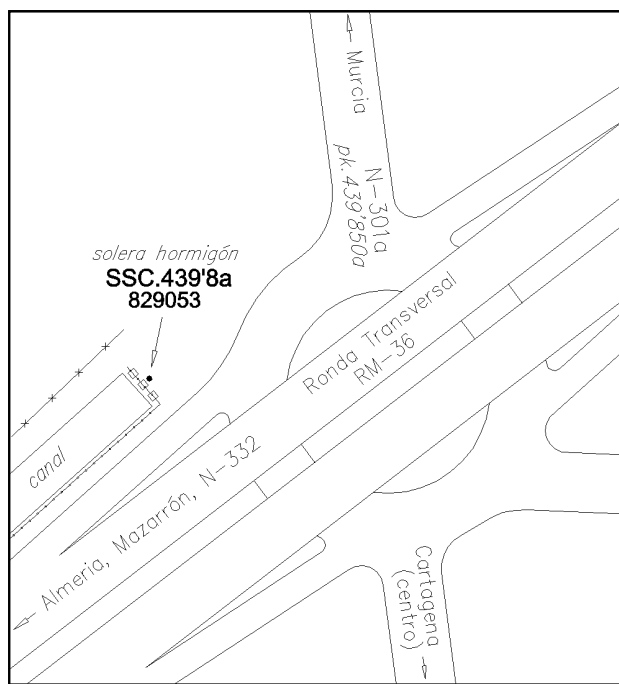 Murcia
N-301a
pk.439'850a
solera hormigón
SSC.439'8a
829053
Ronda Transversal
RM-36
canal
Almeria, Mazarrón, N-332
Cartagena
(centro)